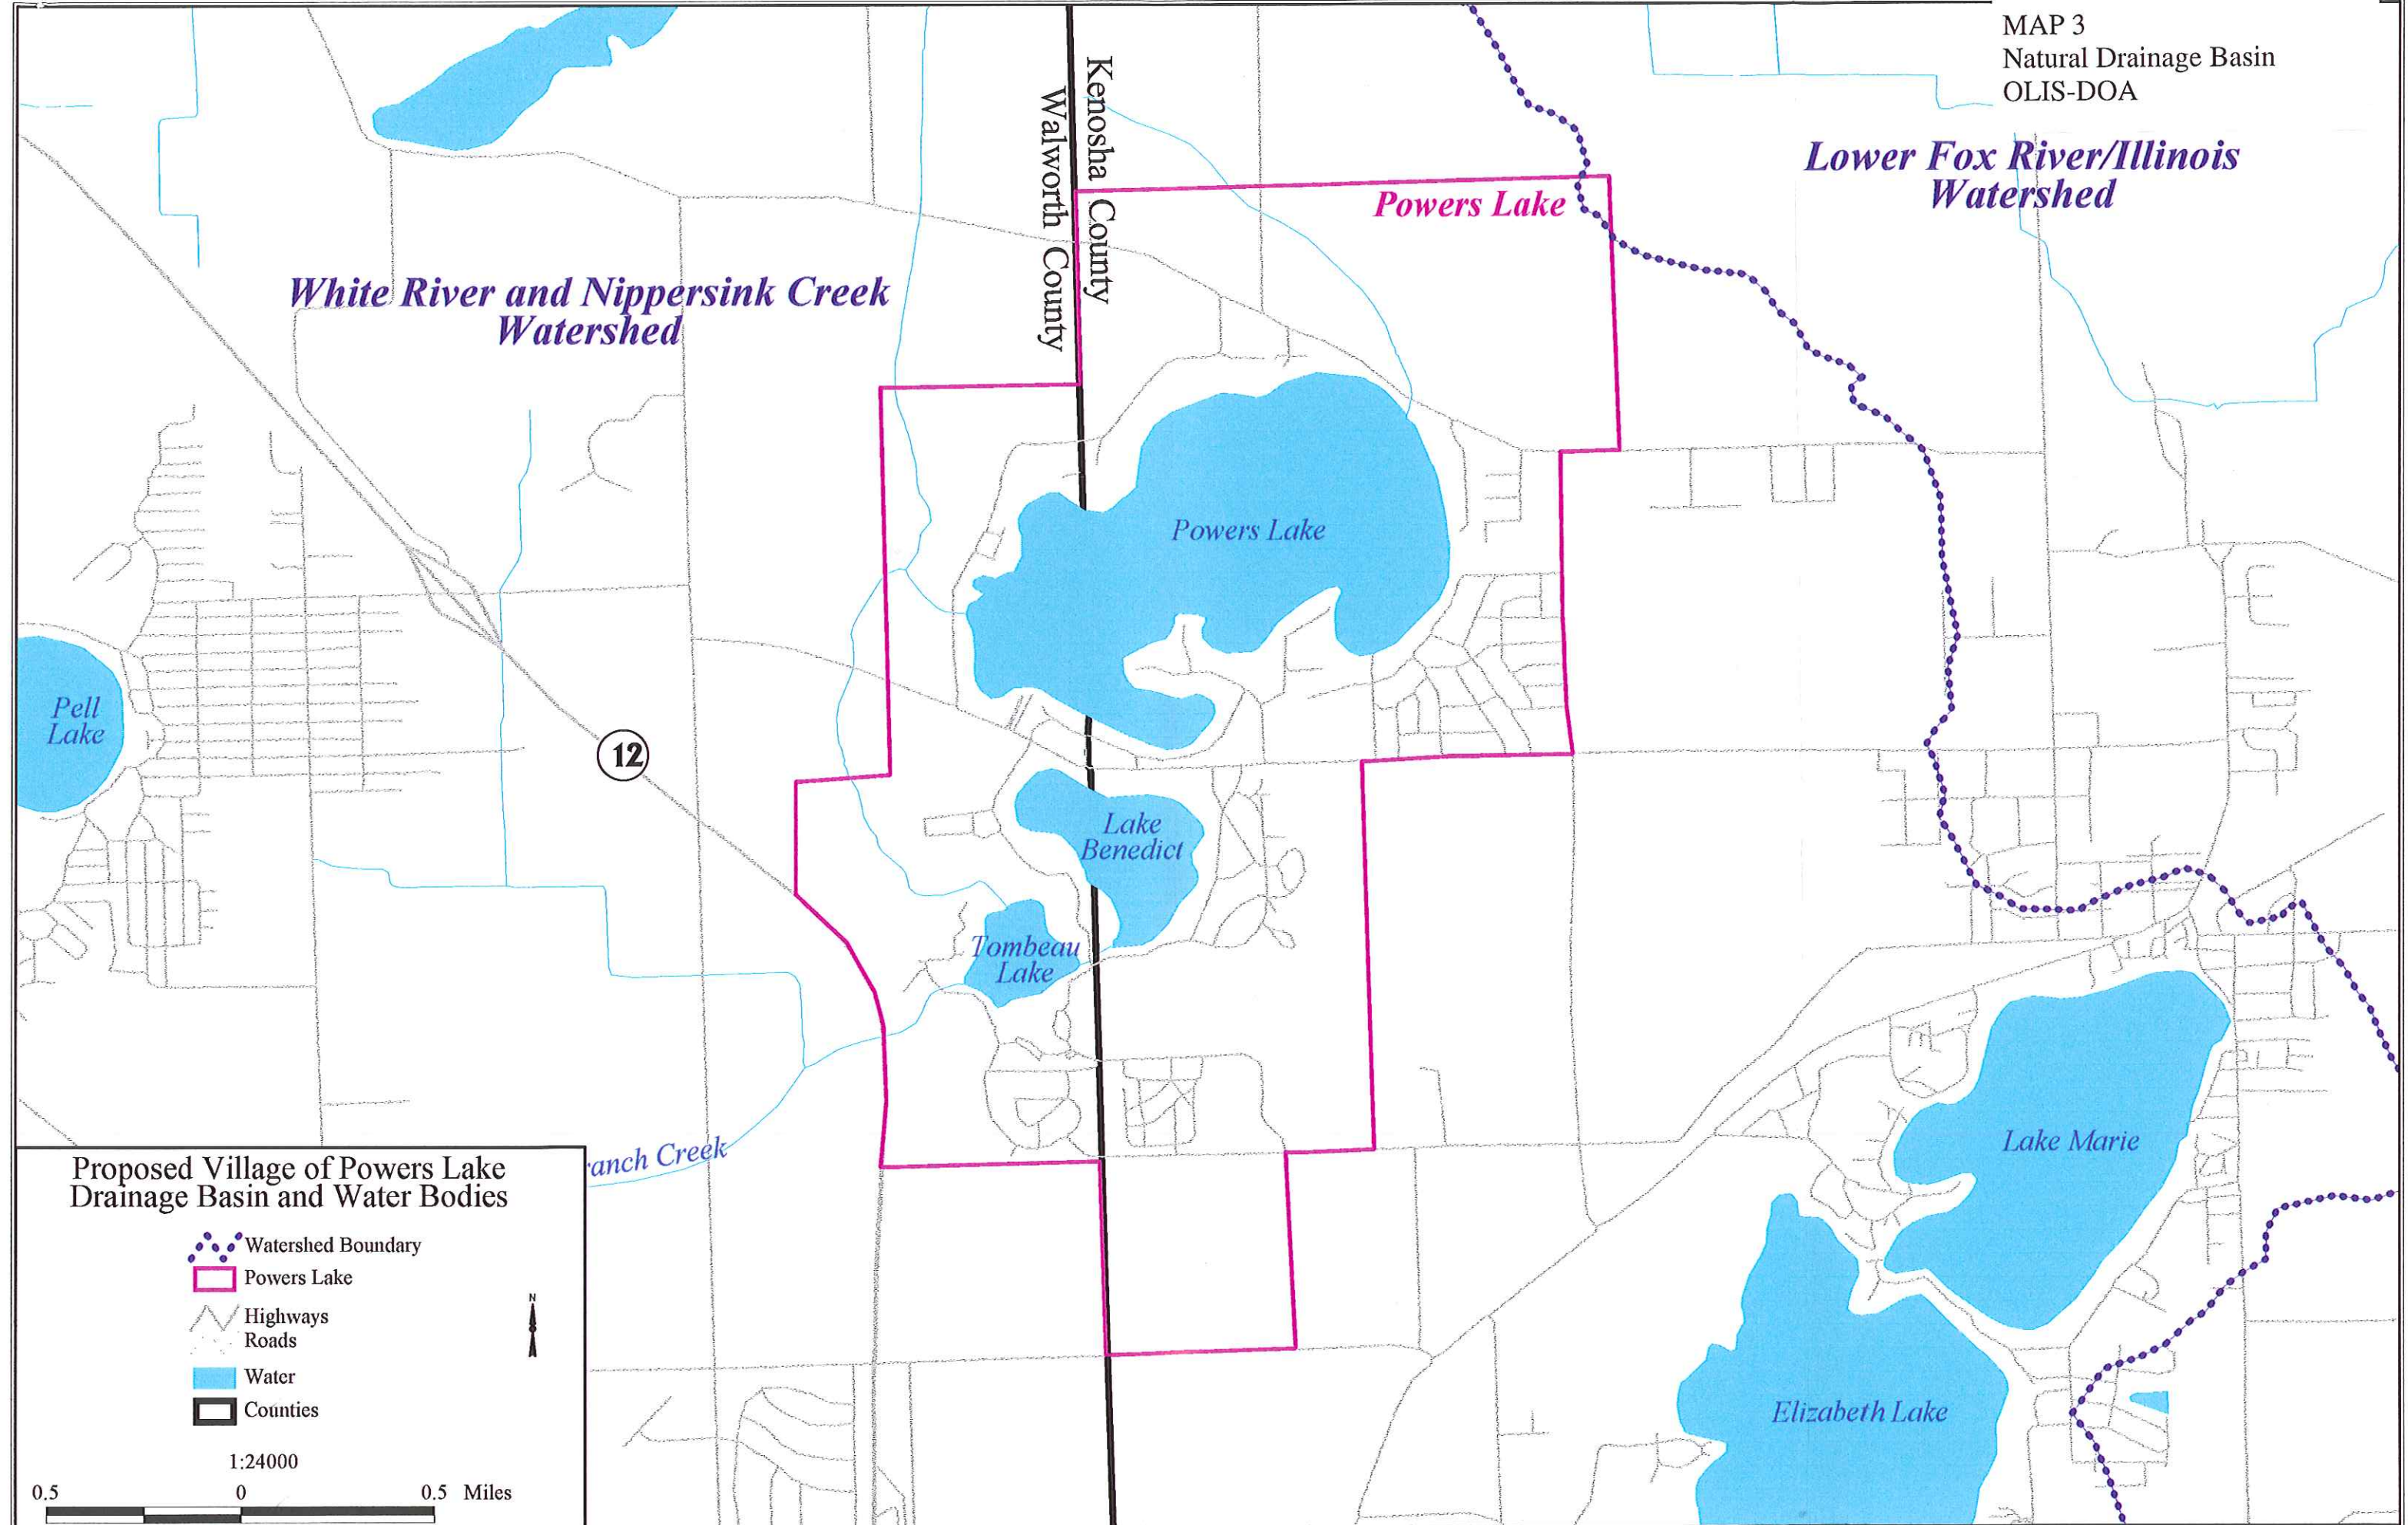 MAP 3
Natural Drainage Basin
OLIS-DOA
Kenosha County
Walworth County
Lower Fox River/Illinois
Watershed
Powers Lake
White River and Nippersink Creek
Watershed
Powers Lake
Pell
Lake
12
Lake
Benedict
Tombeau
Lake
Lake Marie
anch Creek
Elizabeth Lake
Proposed Village of Powers Lake
Drainage Basin and Water Bodies
Watershed Boundary
Powers Lake
Highways
Roads
Water
Counties
N
1:24000
0.5 0 0.5 Miles